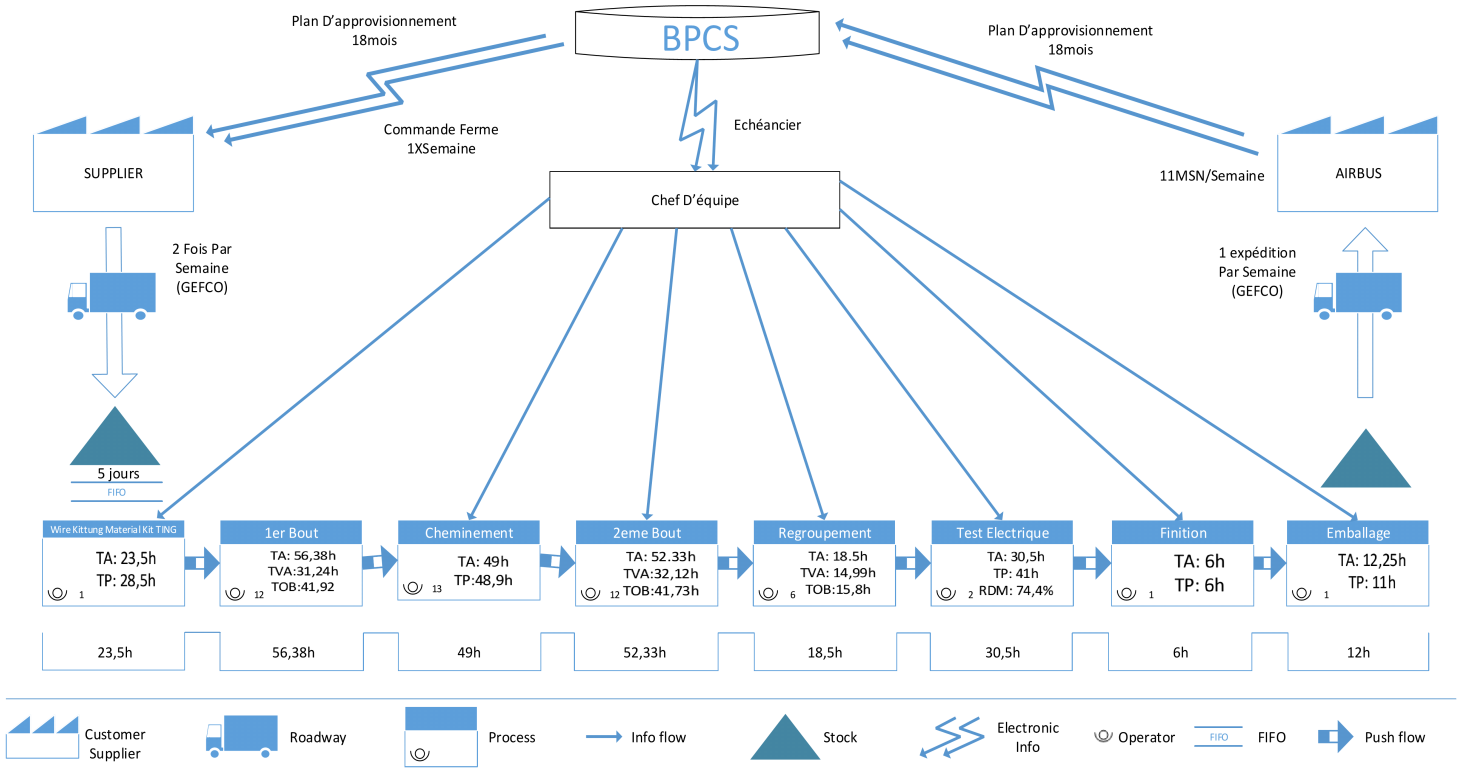 Plan D'approvisionnement
18mois
BPCS
Plan D'approvisionnement
18mois
Commande Ferme
1XSemaine
Echéancier
SUPPLIER
11MSN/Semaine
AIRBUS
Chef D'équipe
2 Fois Par
Semaine
(GEFCO)
1 expédition
Par Semaine
(GEFCO)
5 jours
FIFO
Wire Kittung Material Kit TING
TA: 23,5h
TP: 28,5h
1
1er Bout
TA: 56,38h
TVA:31,24h
TOB:41,92
12
Cheminement
TA: 49h
TP:48,9h
13
2eme Bout
TA: 52.33h
TVA:32,12h
TOB:41,73h
12
Regroupement
TA: 18.5h
TVA: 14,99h
TOB:15,8h
6
Test Electrique
TA: 30,5h
TP: 41h
RDM: 74,4%
2
Finition
TA: 6h
TP: 6h
1
Emballage
TA: 12,25h
TP: 11h
1
23,5h
56,38h
49h
52,33h
18,5h
30,5h
6h
12h
Customer
Supplier
Roadway
Process
Info flow
Stock
Electronic
Info
Operator
FIFO
FIFO
Push flow